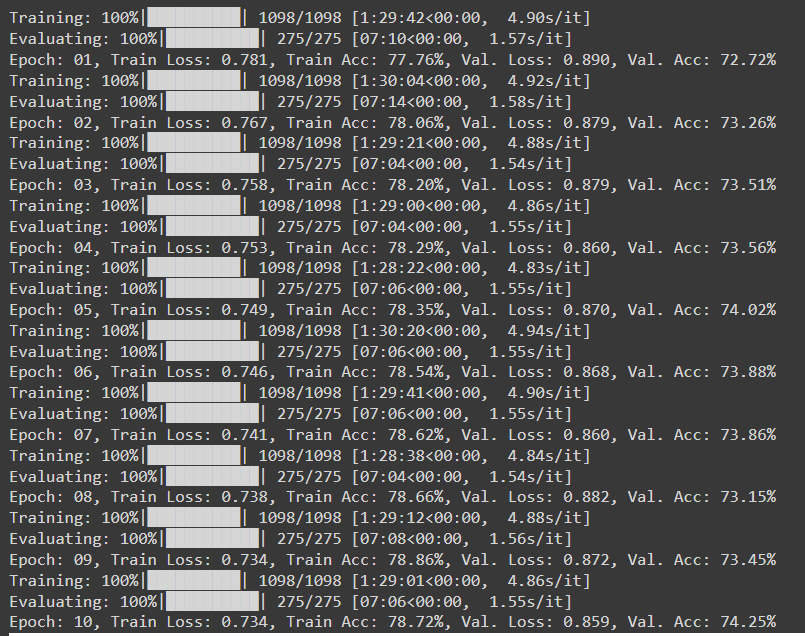 Training: 100%|██████████| 1098/1098 [1:29:42<00:00,  4.90s/it]
Evaluating: 100%|██████████| 275/275 [07:10<00:00,  1.57s/it]
Epoch: 01, Train Loss: 0.781, Train Acc: 77.76%, Val. Loss: 0.890, Val. Acc: 72.72%
Training: 100%|██████████| 1098/1098 [1:30:04<00:00,  4.92s/it]
Evaluating: 100%|██████████| 275/275 [07:14<00:00,  1.58s/it]
Epoch: 02, Train Loss: 0.767, Train Acc: 78.06%, Val. Loss: 0.879, Val. Acc: 73.26%
Training: 100%|██████████| 1098/1098 [1:29:21<00:00,  4.88s/it]
Evaluating: 100%|██████████| 275/275 [07:04<00:00,  1.54s/it]
Epoch: 03, Train Loss: 0.758, Train Acc: 78.20%, Val. Loss: 0.879, Val. Acc: 73.51%
Training: 100%|██████████| 1098/1098 [1:29:00<00:00,  4.86s/it]
Evaluating: 100%|██████████| 275/275 [07:04<00:00,  1.55s/it]
Epoch: 04, Train Loss: 0.753, Train Acc: 78.29%, Val. Loss: 0.860, Val. Acc: 73.56%
Training: 100%|██████████| 1098/1098 [1:28:22<00:00,  4.83s/it]
Evaluating: 100%|██████████| 275/275 [07:06<00:00,  1.55s/it]
Epoch: 05, Train Loss: 0.749, Train Acc: 78.35%, Val. Loss: 0.870, Val. Acc: 74.02%
Training: 100%|██████████| 1098/1098 [1:30:20<00:00,  4.94s/it]
Evaluating: 100%|██████████| 275/275 [07:06<00:00,  1.55s/it]
Epoch: 06, Train Loss: 0.746, Train Acc: 78.54%, Val. Loss: 0.868, Val. Acc: 73.88%
Training: 100%|██████████| 1098/1098 [1:29:41<00:00,  4.90s/it]
Evaluating: 100%|██████████| 275/275 [07:06<00:00,  1.55s/it]
Epoch: 07, Train Loss: 0.741, Train Acc: 78.62%, Val. Loss: 0.860, Val. Acc: 73.86%
Training: 100%|██████████| 1098/1098 [1:28:38<00:00,  4.84s/it]
Evaluating: 100%|██████████| 275/275 [07:04<00:00,  1.54s/it]
Epoch: 08, Train Loss: 0.738, Train Acc: 78.66%, Val. Loss: 0.882, Val. Acc: 73.15%
Training: 100%|██████████| 1098/1098 [1:29:12<00:00,  4.88s/it]
Evaluating: 100%|██████████| 275/275 [07:08<00:00,  1.56s/it]
Epoch: 09, Train Loss: 0.734, Train Acc: 78.86%, Val. Loss: 0.872, Val. Acc: 73.45%
Training: 100%|██████████| 1098/1098 [1:29:01<00:00,  4.86s/it]
Evaluating: 100%|██████████| 275/275 [07:06<00:00,  1.55s/it]
Epoch: 10, Train Loss: 0.734, Train Acc: 78.72%, Val. Loss: 0.859, Val. Acc: 74.25%